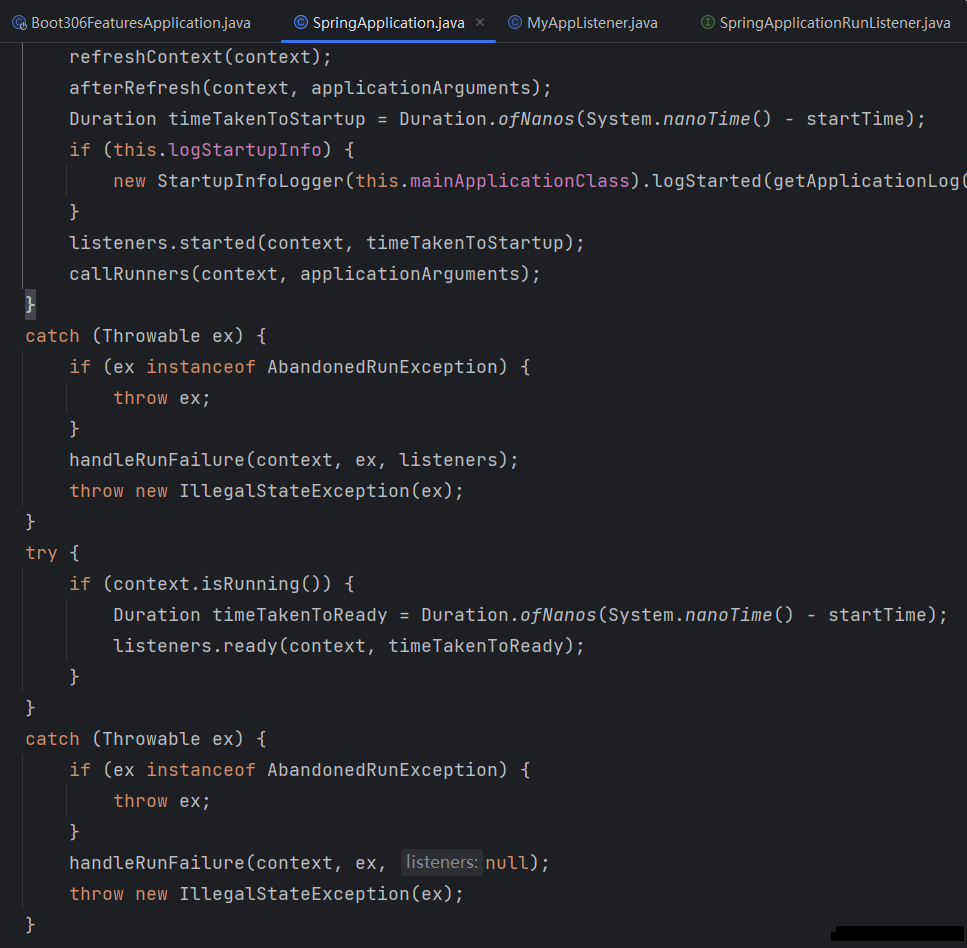 Boot306FeaturesApplication.java SpringApplication.java × MyAppListener.java SpringApplicationRunListener.java
refreshContext(context);
afterRefresh(context, applicationArguments);
Duration timeTakenToStartup = Duration.ofNanos(System.nanoTime() - startTime);
if (this.logStartupInfo) {
new StartupInfoLogger(this.mainApplicationClass).logStarted(getApplicationLog(
}
listeners.started(context, timeTakenToStartup);
callRunners(context, applicationArguments);
}
catch (Throwable ex) {
if (ex instanceof AbandonedRunException) {
throw ex;
}
handleRunFailure(context, ex, listeners);
throw new IllegalStateException(ex);
}
try {
if (context.isRunning()) {
Duration timeTakenToReady = Duration.ofNanos(System.nanoTime() - startTime);
listeners.ready(context, timeTakenToReady);
}
}
catch (Throwable ex) {
if (ex instanceof AbandonedRunException) {
throw ex;
}
handleRunFailure(context, ex, listeners: null);
throw new IllegalStateException(ex);
}